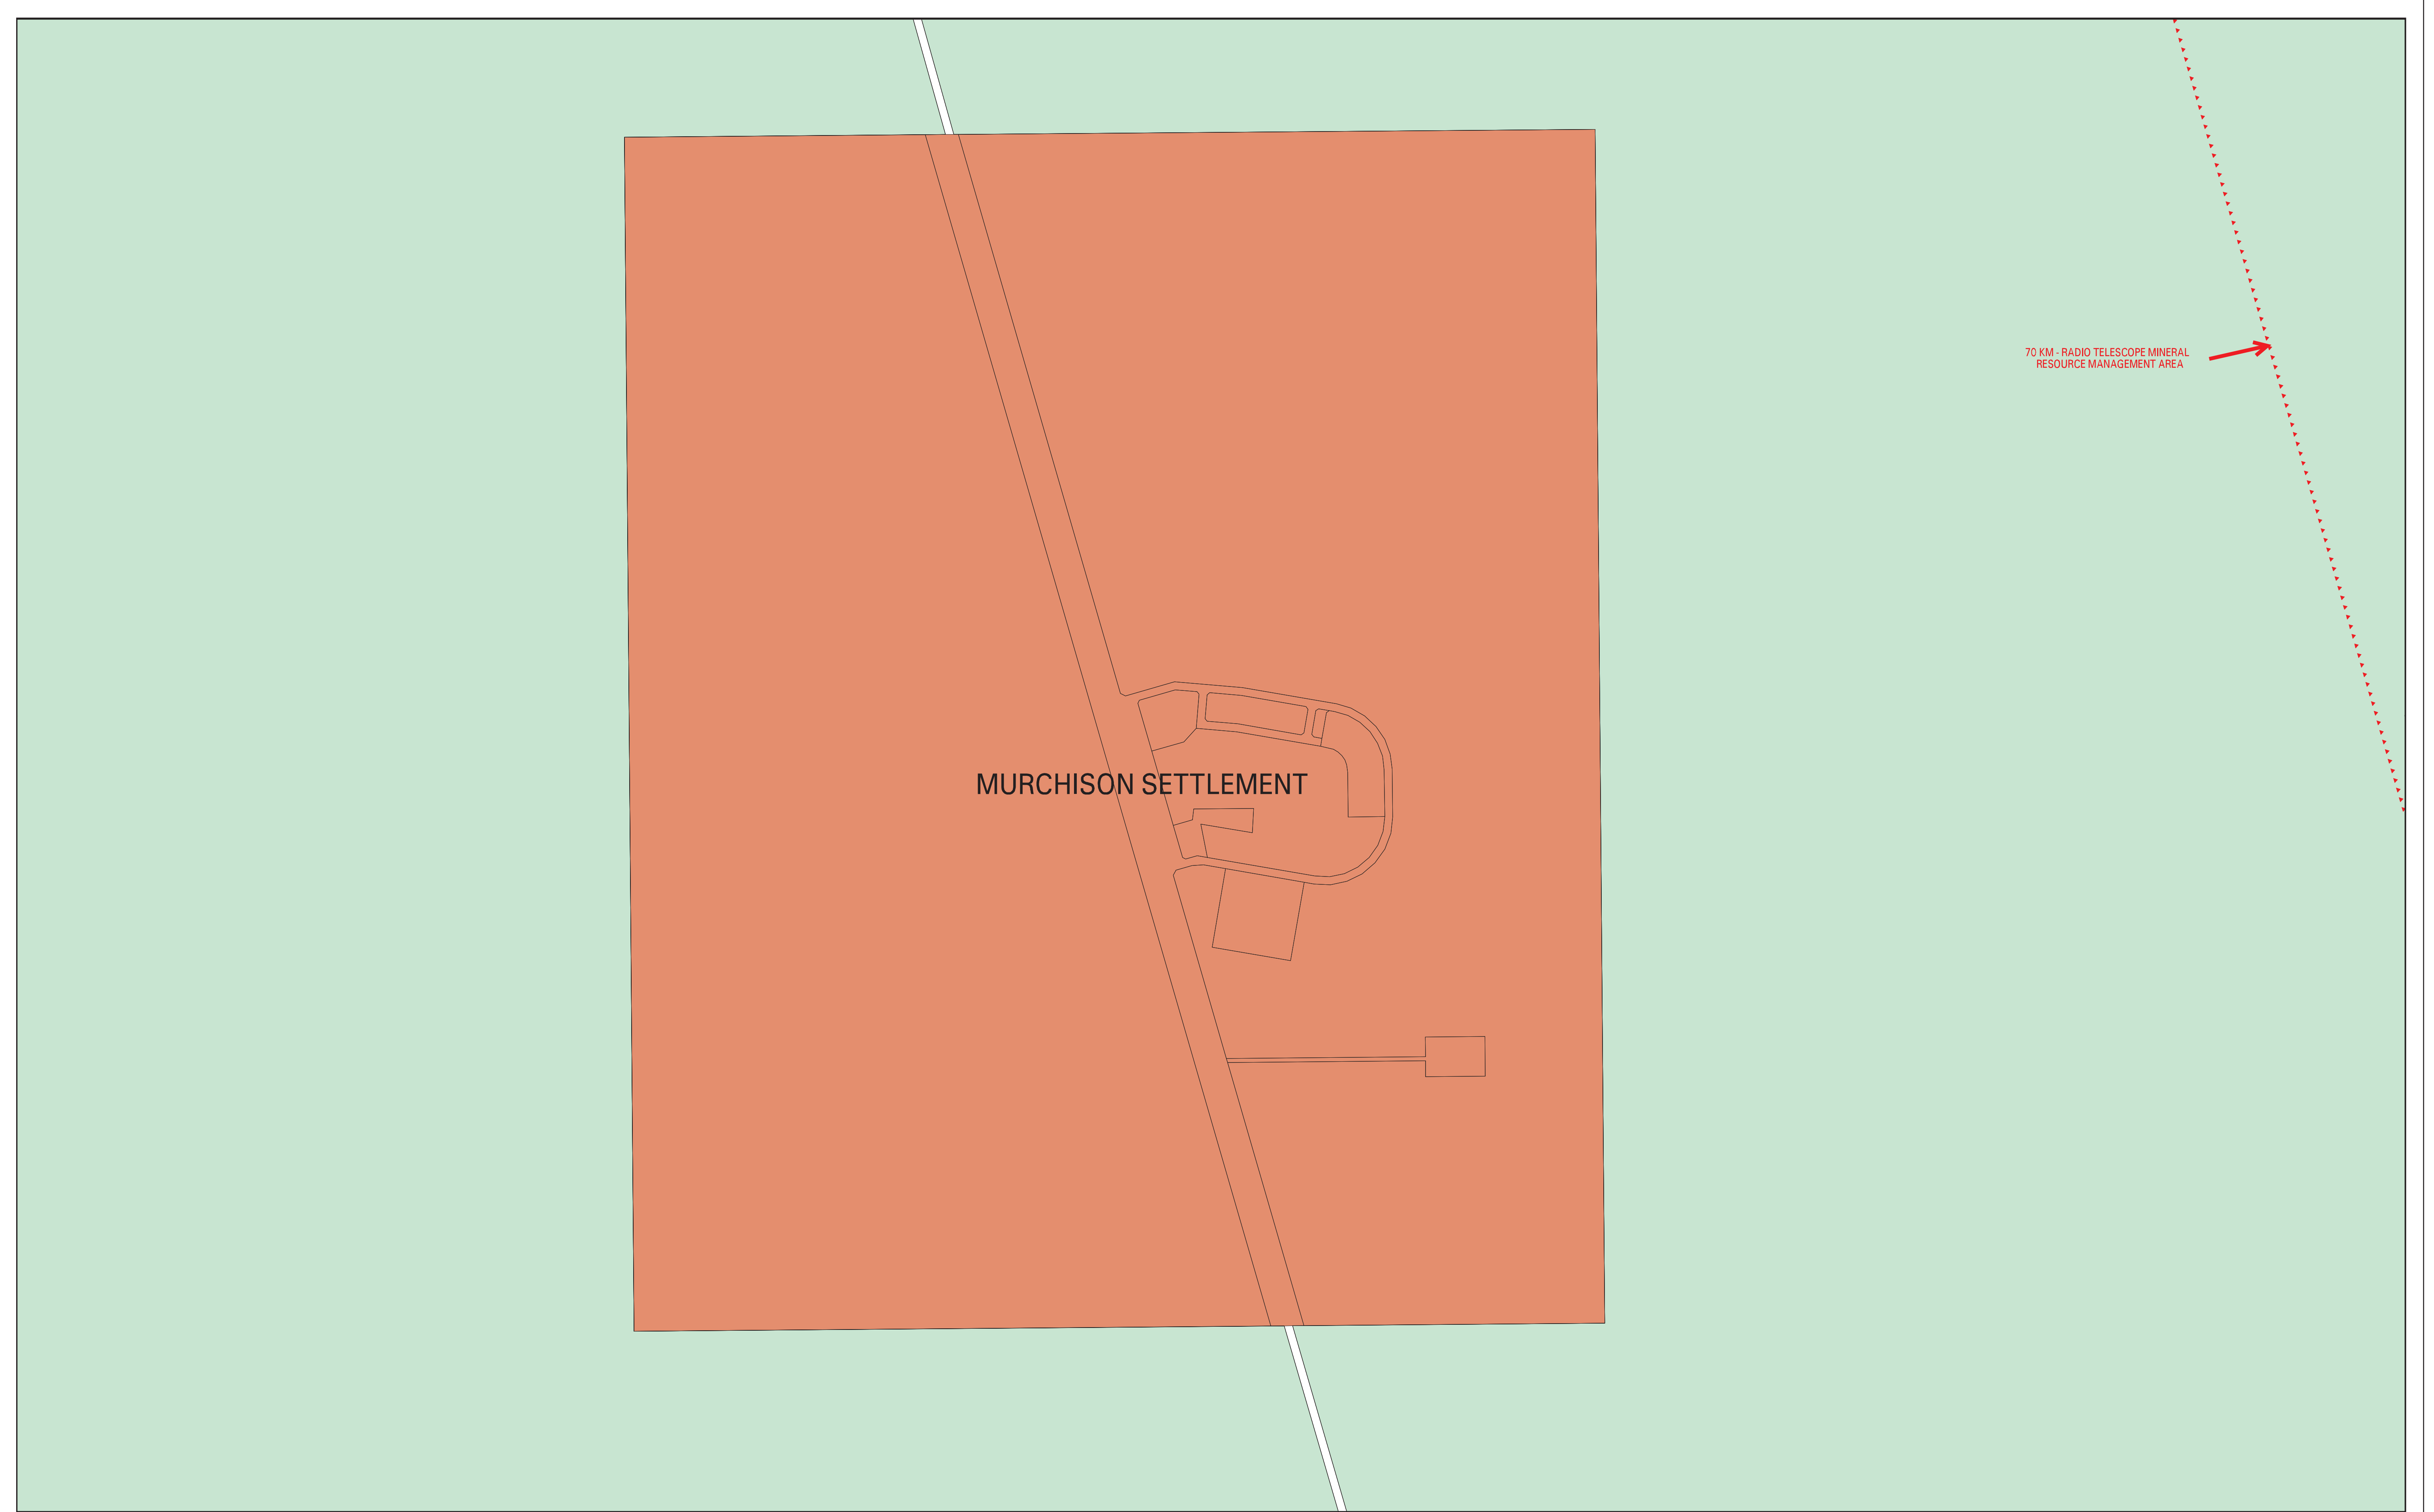 70 KM - RADIO TELESCOPE MINERAL
RESOURCE MANAGEMENT AREA
MURCHISON SETTLEMENT